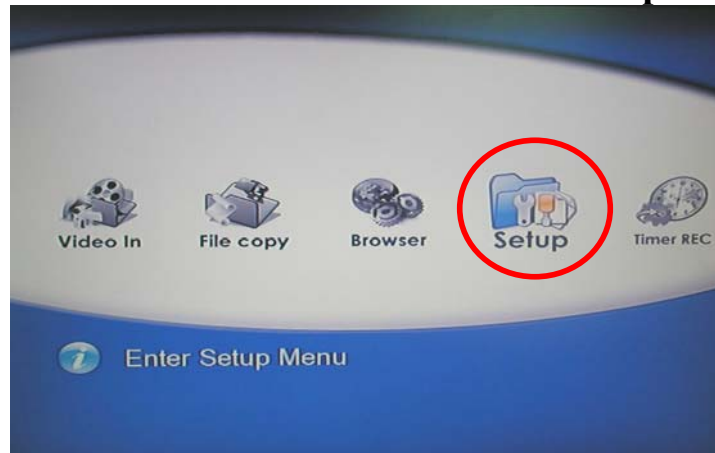 Video In
File copy
Browser
Setup
Timer REC
Enter Setup Menu